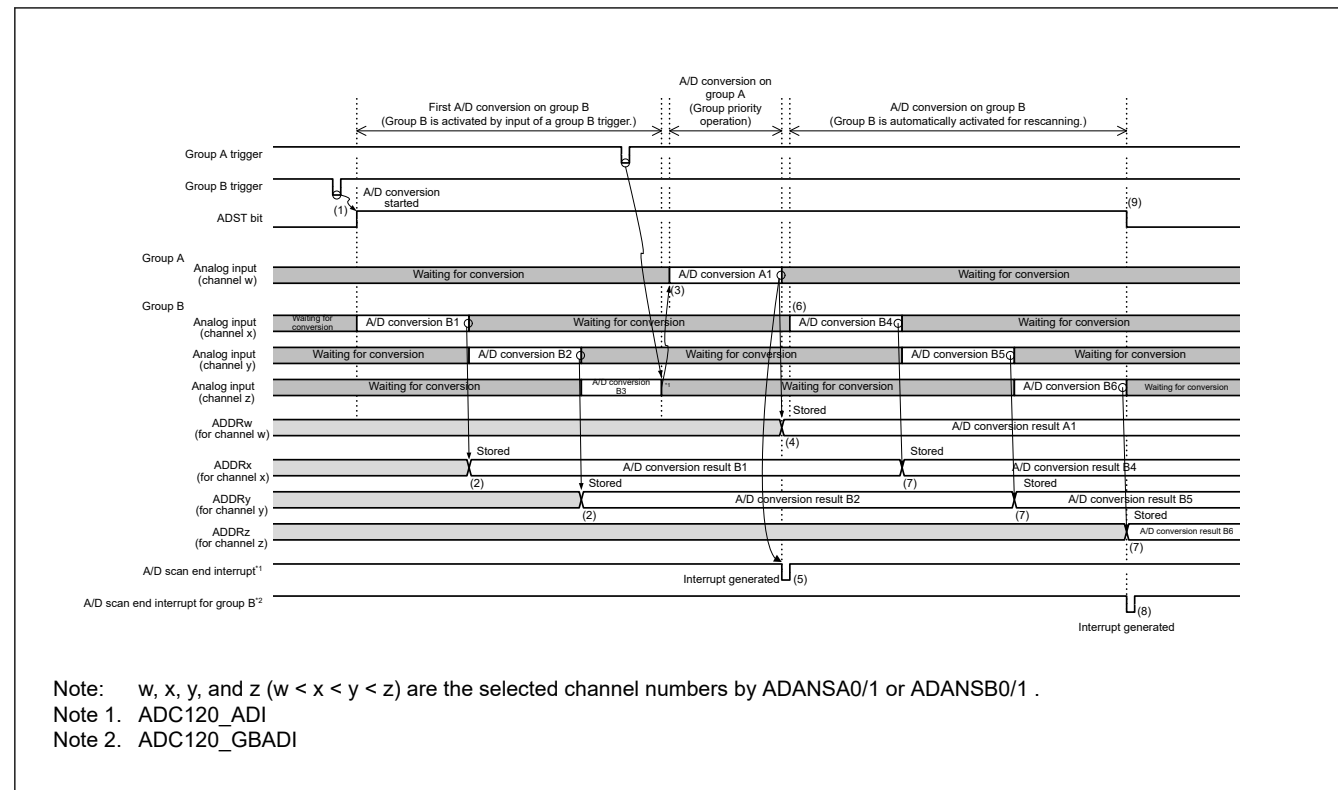 A/D conversion on
group A
(Group priority
operation)
First A/D conversion on group B
(Group B is activated by input of a group B trigger.)
A/D conversion on group B
(Group B is automatically activated for rescanning.)
Group A trigger
Group B trigger
A/D conversion
started
(1)
(9)
ADST bit
Group A
Analog input
(channel w)
Waiting for conversion
A/D conversion A1
Waiting for conversion
(3)
Group B
(6)
Analog input
(channel x)
Waiting for
conversion
A/D conversion B1
Waiting for conversion
A/D conversion B4
Waiting for conversion
Analog input
(channel y)
Waiting for conversion
A/D conversion B2
Waiting for conversion
A/D conversion B5
Waiting for conversion
Analog input
(channel z)
Waiting for conversion
A/D conversion
B3
*1
Waiting for conversion
A/D conversion B6
Waiting for conversion
Stored
ADDRw
(for channel w)
A/D conversion result A1
(4)
Stored
Stored
ADDRx
(for channel x)
A/D conversion result B1
A/D conversion result B4
(2)
Stored
(7)
Stored
ADDRy
(for channel y)
A/D conversion result B2
A/D conversion result B5
(2)
(7)
Stored
ADDRz
(for channel z)
A/D conversion result B6
(7)
A/D scan end interrupt*1
Interrupt generated
(5)
A/D scan end interrupt for group B*2
(8)
Interrupt generated
Note: w, x, y, and z (w < x < y < z) are the selected channel numbers by ADANSA0/1 or ADANSB0/1 .
Note 1. ADC120_ADI
Note 2. ADC120_GBADI